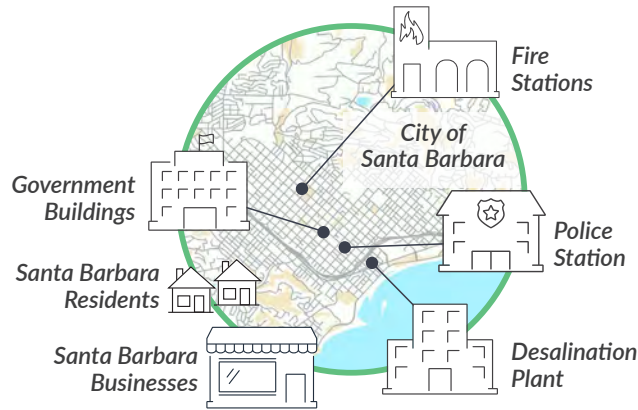 Fire
Stations
City of
Santa Barbara
Government
Buildings
Police
Station
Santa Barbara
Residents
Santa Barbara
Businesses
Desalination
Plant